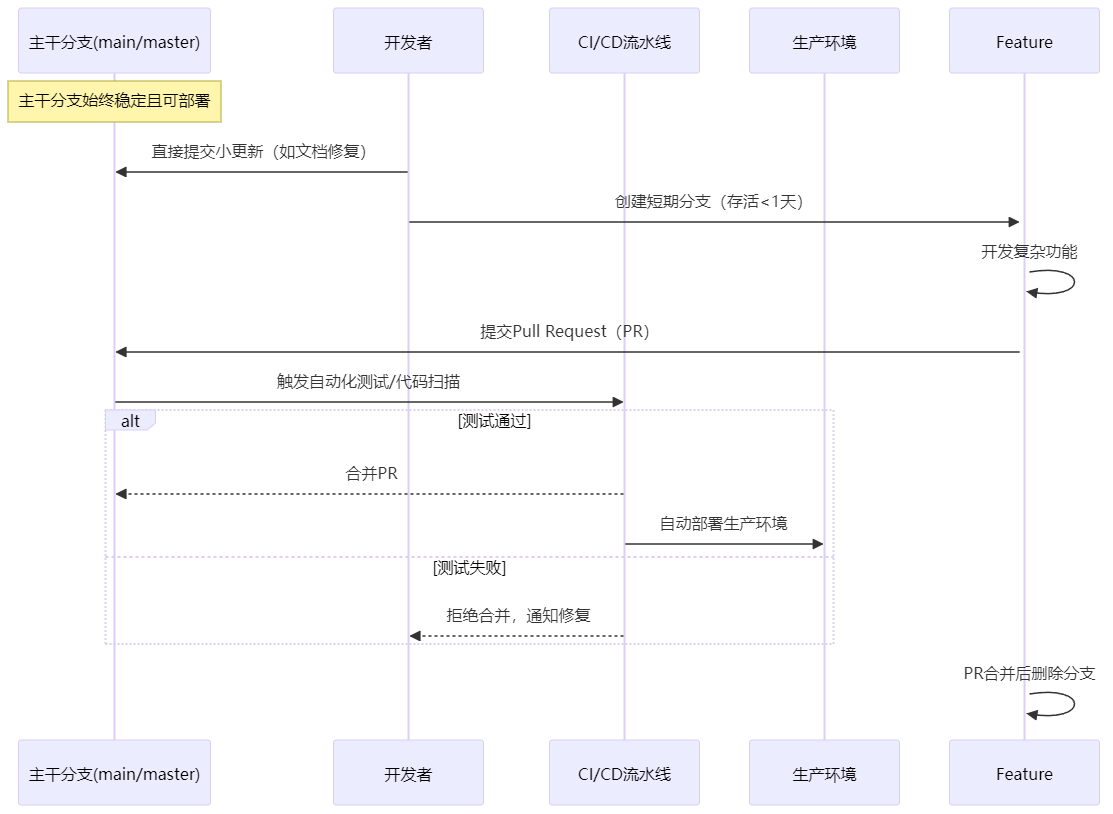 主干分支(main/master)
开发者
CI/CD流水线
生产环境
Feature
主干分支始终稳定且可部署
直接提交小更新（如文档修复）
创建短期分支（存活<1天）
开发复杂功能
提交Pull Request（PR）
触发自动化测试/代码扫描
alt
[测试通过]
合并PR
自动部署生产环境
[测试失败]
拒绝合并，通知修复
PR合并后删除分支
主干分支(main/master)
开发者
CI/CD流水线
生产环境
Feature